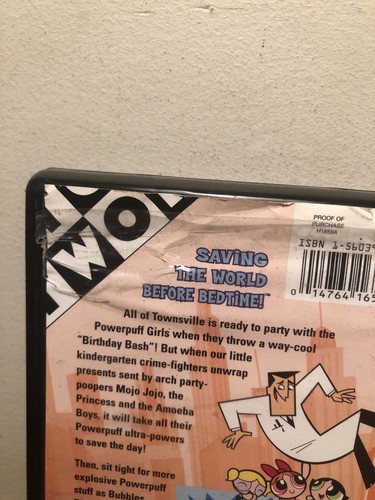 PROOF OF
PURCHASE
H1859A
ISBN 1-5603
0 14764 165
SAVING
THE WORLD
BEFORE BEDTIME!™
All of Townsville is ready to party with the
Powerpuff Girls when they throw a way-cool
"Birthday Bash"! But when our little
kindergarten crime-fighters unwrap
presents sent by arch party-
poopers Mojo Jojo, the
Princess and the Amoeba
Boys, it will take all their
Powerpuff ultra-powers
to save the day!
Then, sit tight for more
explosive Powerpuff
stuff as Bubbles